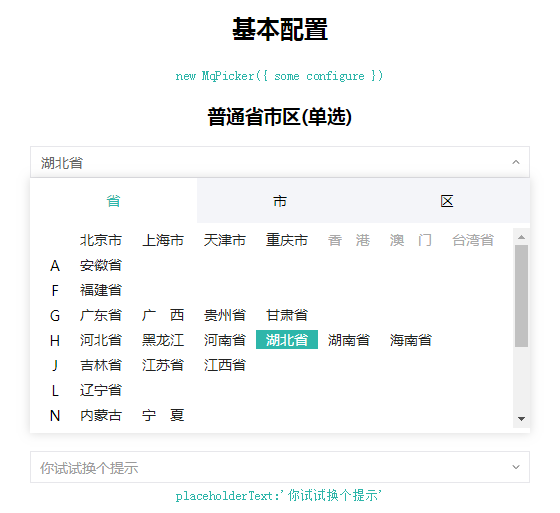 基本配置
new MqPicker({ some configure })
普通省市区(单选)
湖北省
省 市 区
北京市 上海市 天津市 重庆市 香 港 澳 门 台湾省
A 安徽省
F 福建省
G 广东省 广 西 贵州省 甘肃省
H 河北省 黑龙江 河南省 湖北省 湖南省 海南省
J 吉林省 江苏省 江西省
L 辽宁省
N 内蒙古 宁 夏
你试试换个提示
placeholderText:'你试试换个提示'